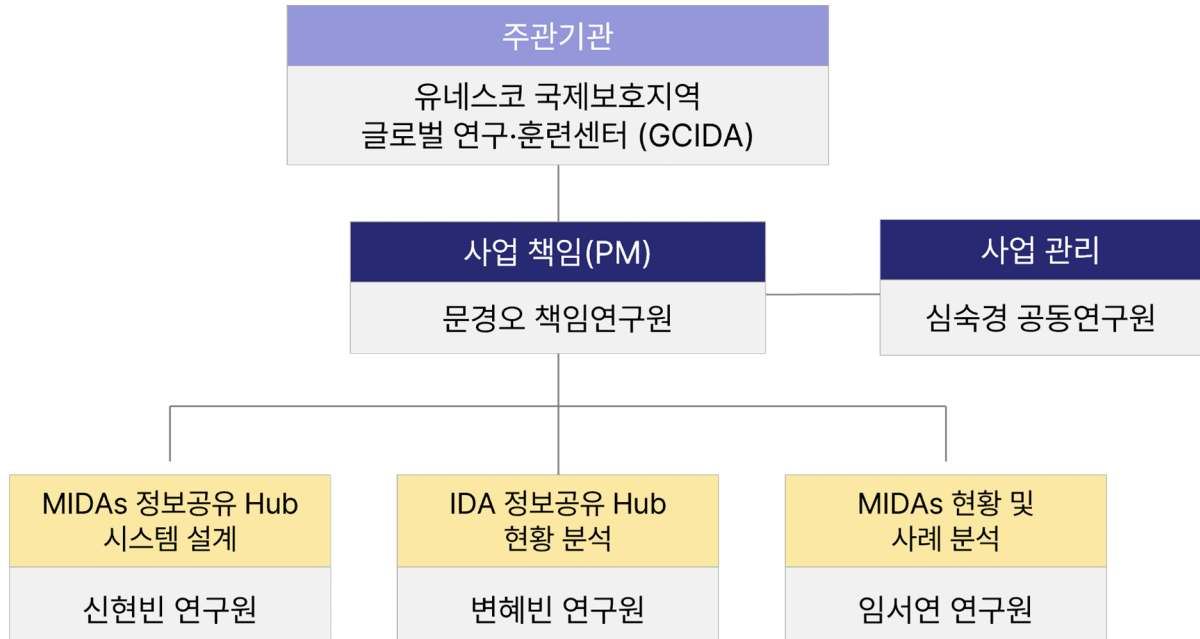 주관기관
유네스코 국제보호지역
글로벌 연구·훈련센터 (GCIDA)
사업 책임(PM)
문경오 책임연구원
사업 관리
심숙경 공동연구원
MIDAs 정보공유 Hub
시스템 설계
신현빈 연구원
IDA 정보공유 Hub
현황 분석
변혜빈 연구원
MIDAs 현황 및
사례 분석
임서연 연구원